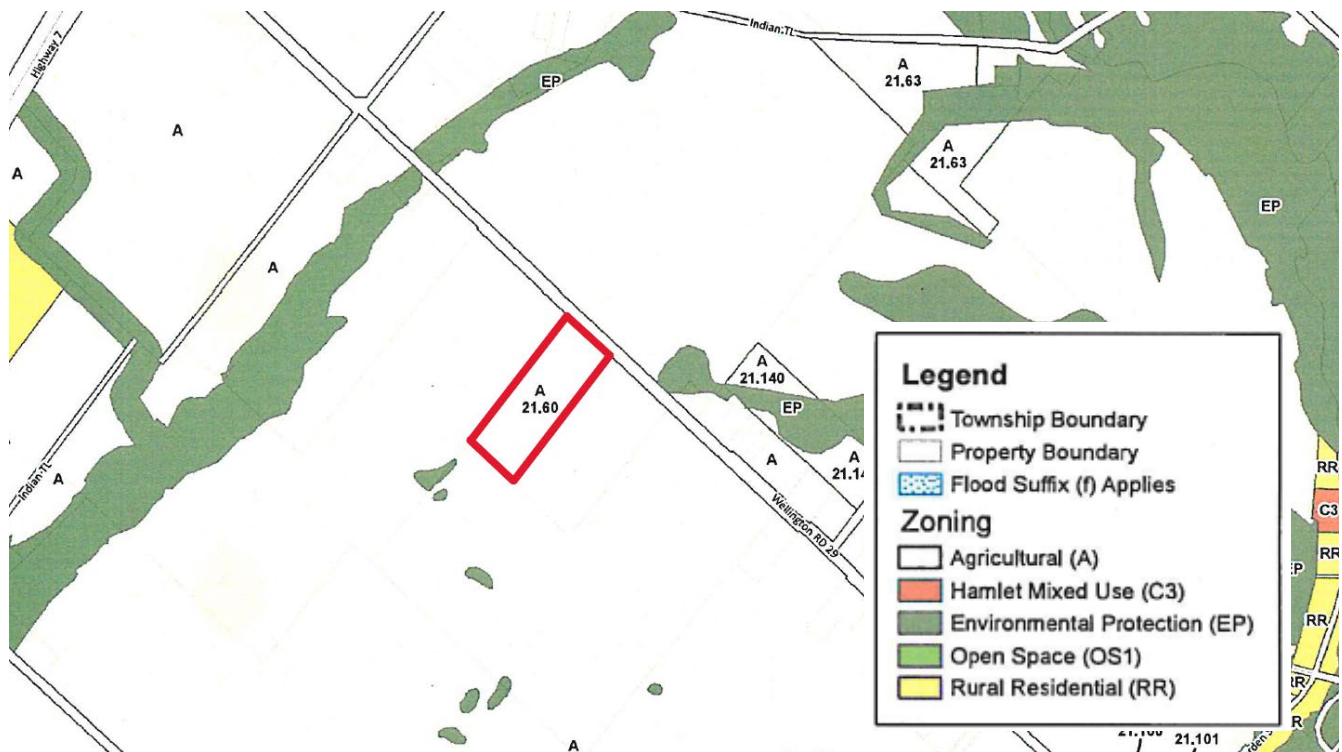 Highway 7
Indian TL
A
21.63
EP
A
A
A
21.63
EP
A
A
21.60
A
21.140
EP
A
A
Indian TL
A
Wellington RD 29
A
Legend
Township Boundary
Property Boundary
Flood Suffix (f) Applies
Zoning
Agricultural (A)
Hamlet Mixed Use (C3)
Environmental Protection (EP)
Open Space (OS1)
Rural Residential (RR)
RR
C3
RR
EP
RR
RR
RR
R
21.101
A